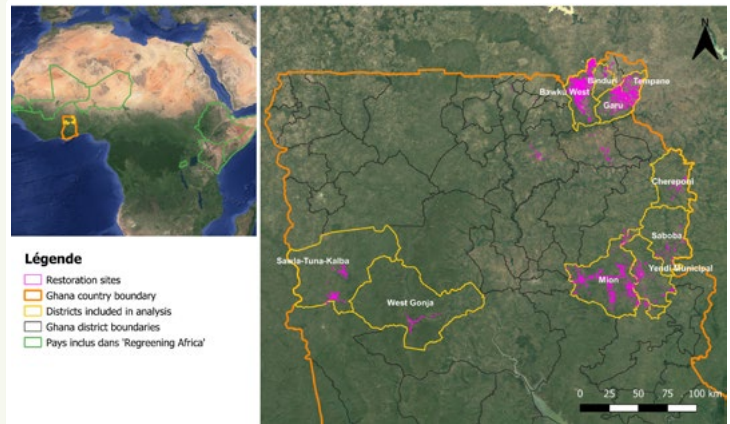 Légende
Restoration sites
Ghana country boundary
Districts included in analysis
Ghana district boundaries
Pays inclus dans 'Regreening Africa'
N
Binduri
Bawku West
Tempane
Garu
Chereponi
Saboba
Mion
Yendi-Municipal
Sawla-Tuna-Kalba
West Gonja
0 25 50 75 100 km